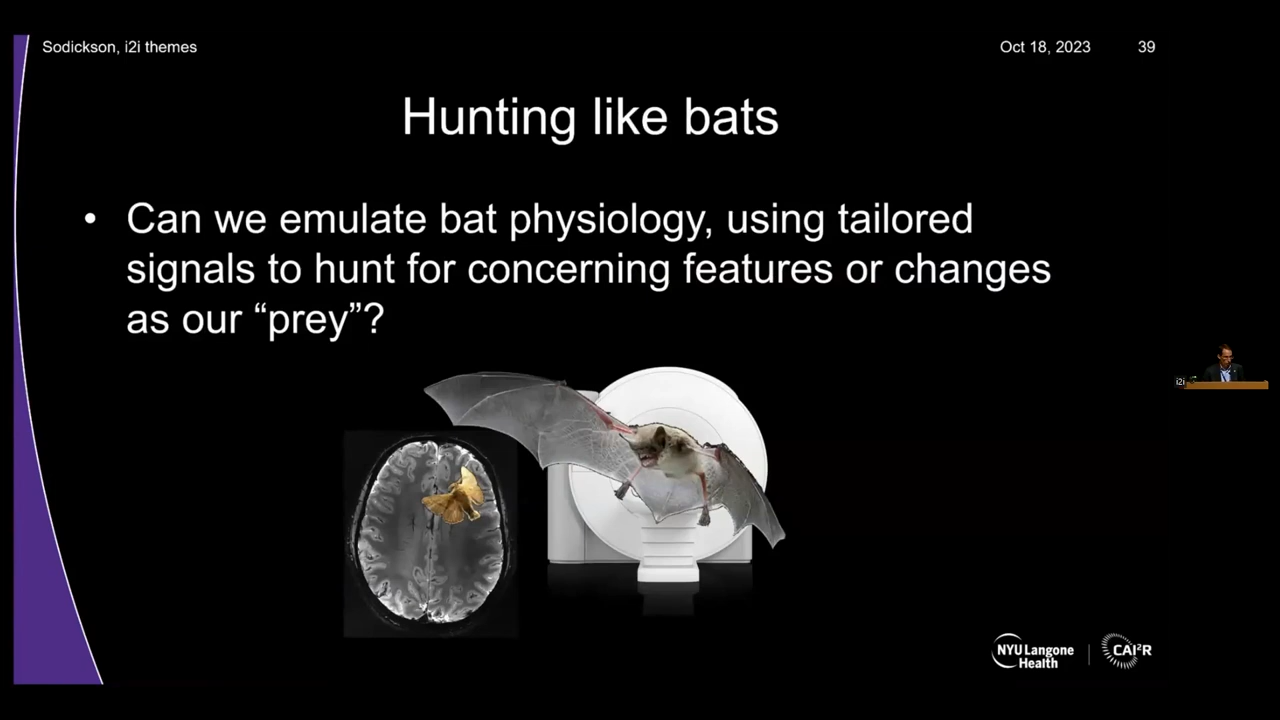 Sodickson, i2i themes
Oct 18, 2023
39
Hunting like bats
• Can we emulate bat physiology, using tailored
signals to hunt for concerning features or changes
as our “prey”?
i2i
NYU Langone
Health
CAI²R